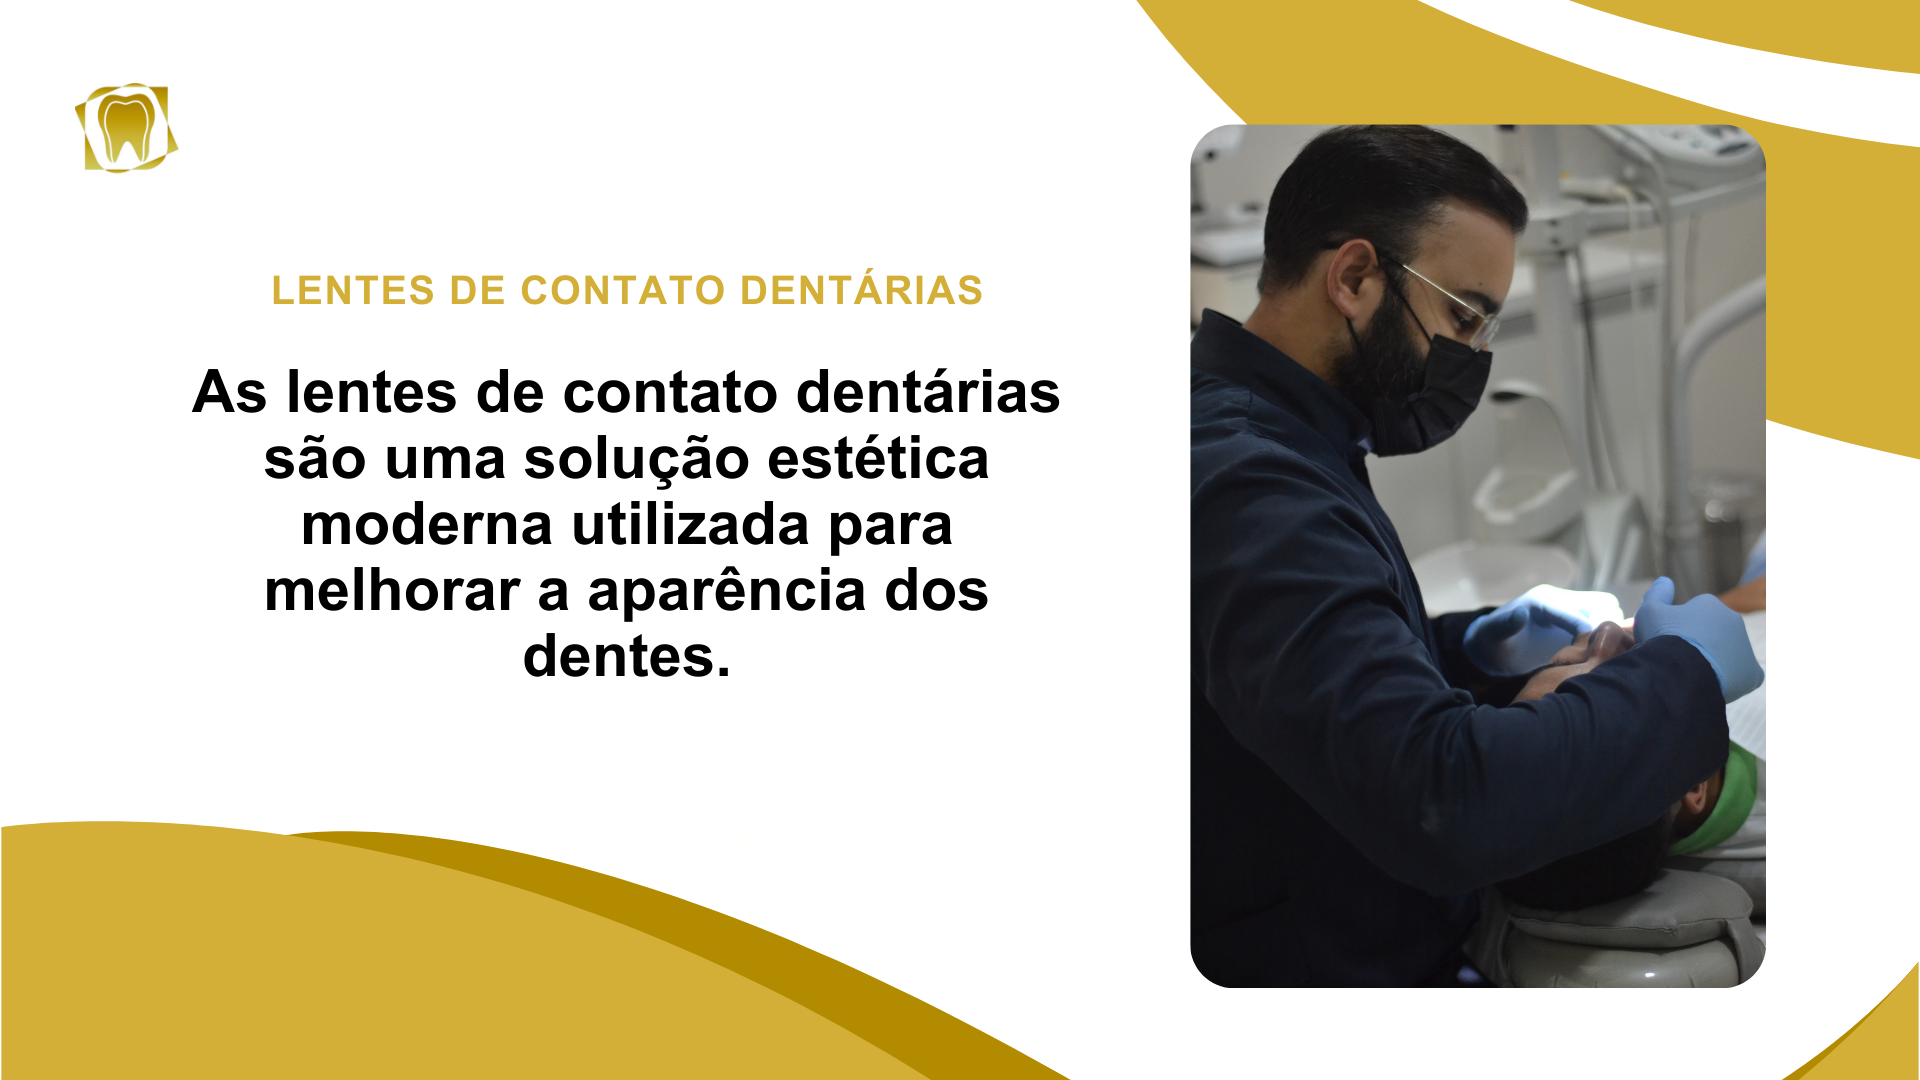 LENTES DE CONTATO DENTÁRIAS
As lentes de contato dentárias
são uma solução estética
moderna utilizada para
melhorar a aparência dos
dentes.